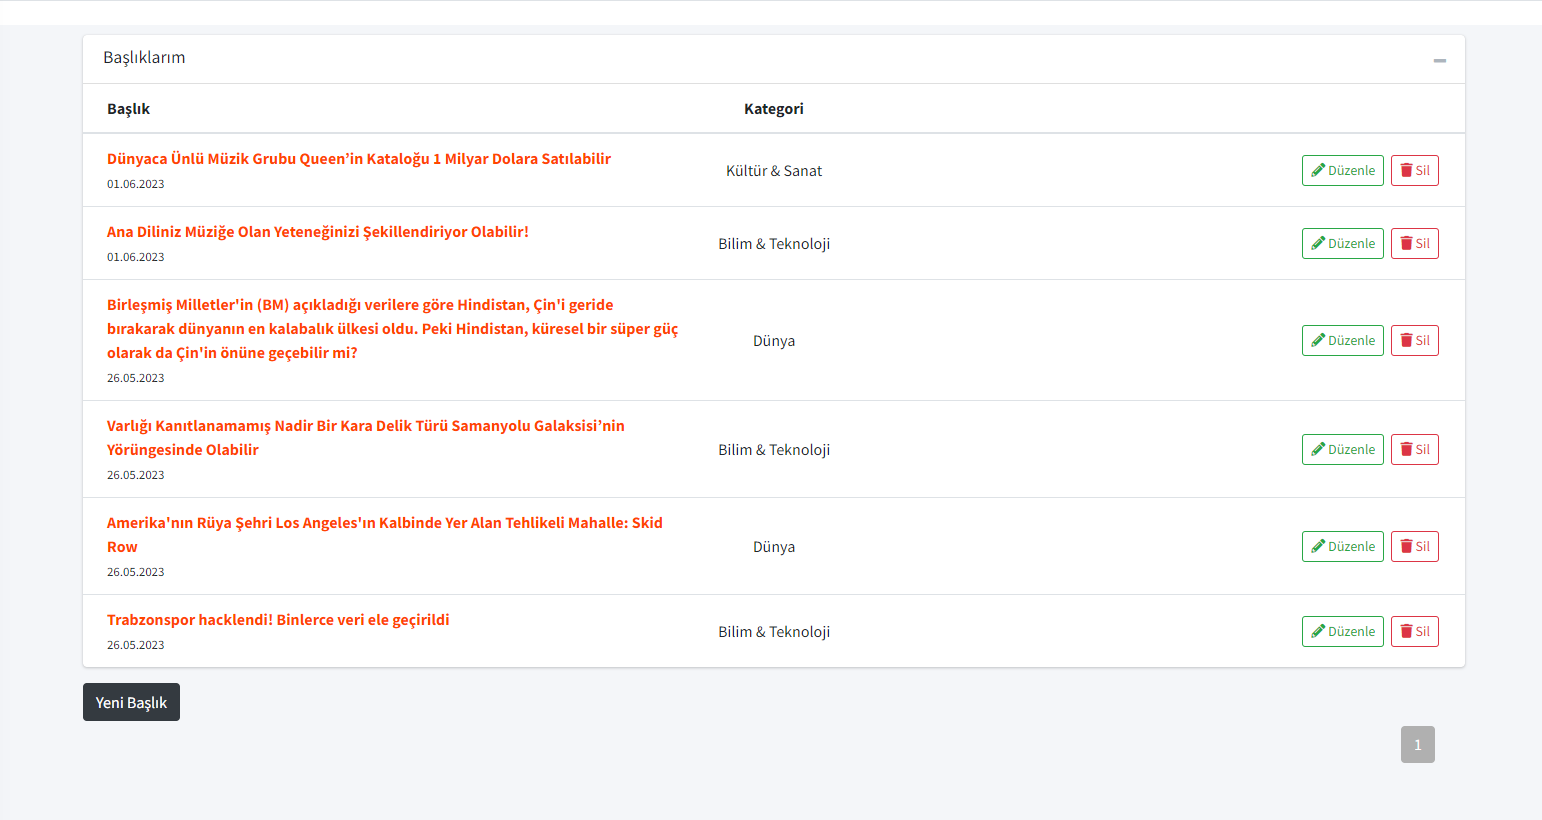 Başlıklarım
Başlık Kategori
Dünyaca Ünlü Müzik Grubu Queen’in Kataloğu 1 Milyar Dolara Satılabilir
01.06.2023
Kültür & Sanat
Düzenle Sil
Ana Diliniz Müziğe Olan Yeteneğinizi Şekillendiriyor Olabilir!
01.06.2023
Bilim & Teknoloji
Düzenle Sil
Birleşmiş Milletler'in (BM) açıkladığı verilere göre Hindistan, Çin'i geride
bırakarak dünyanın en kalabalık ülkesi oldu. Peki Hindistan, küresel bir süper güç
olarak da Çin'in önüne geçebilir mi?
26.05.2023
Dünya
Düzenle Sil
Varlığı Kanıtlanamamış Nadir Bir Kara Delik Türü Samanyolu Galaksisi’nin
Yörüngesinde Olabilir
26.05.2023
Bilim & Teknoloji
Düzenle Sil
Amerika'nın Rüya Şehri Los Angeles'ın Kalbinde Yer Alan Tehlikeli Mahalle: Skid
Row
26.05.2023
Dünya
Düzenle Sil
Trabzonspor hacklendi! Binlerce veri ele geçirildi
26.05.2023
Bilim & Teknoloji
Düzenle Sil
Yeni Başlık
1